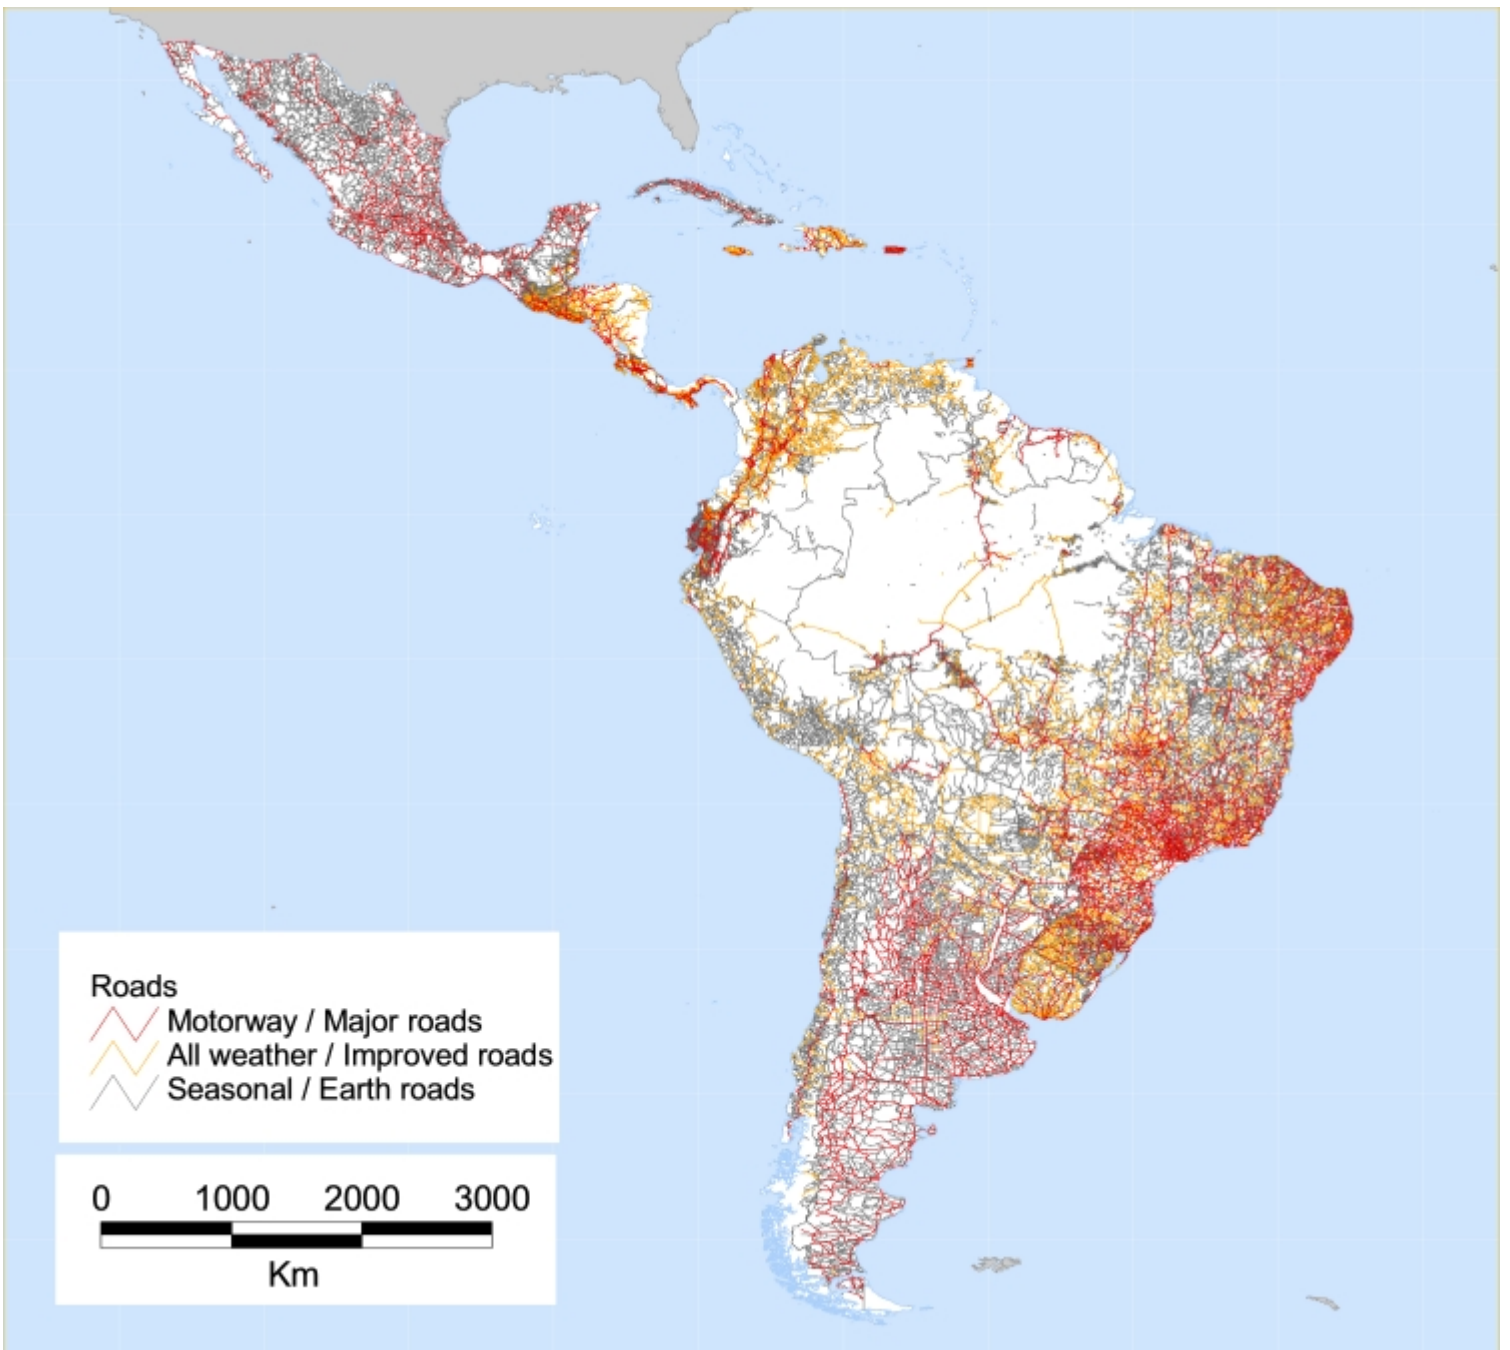 Roads
Motorway / Major roads
All weather / Improved roads
Seasonal / Earth roads
0 1000 2000 3000
Km